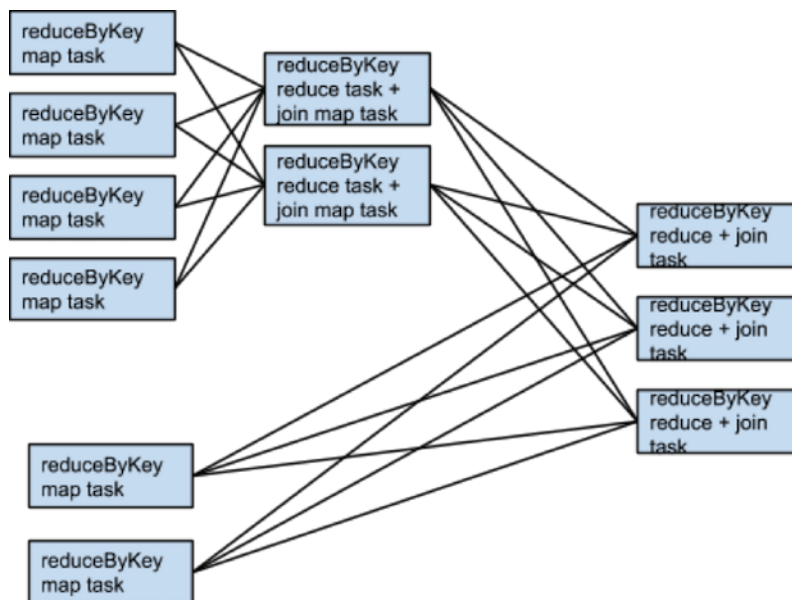 reduceByKey
map task
reduceByKey
map task
reduceByKey
map task
reduceByKey
map task
reduceByKey
reduce task +
join map task
reduceByKey
reduce task +
join map task
reduceByKey
reduce + join
task
reduceByKey
reduce + join
task
reduceByKey
reduce + join
task
reduceByKey
map task
reduceByKey
map task